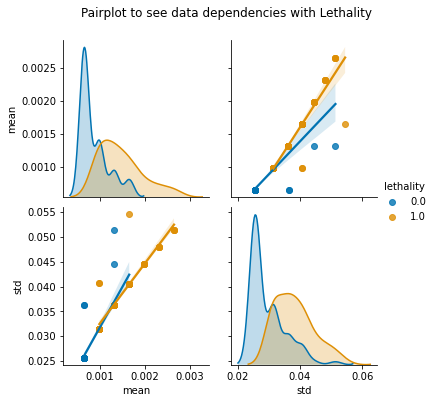 Pairplot to see data dependencies with Lethality
0.0025
0.0020
0.0015
0.0010
mean
lethality
0.0
1.0
0.055
0.050
0.045
0.040
0.035
0.030
0.025
std
0.001 0.002 0.003
mean
0.02 0.04 0.06
std